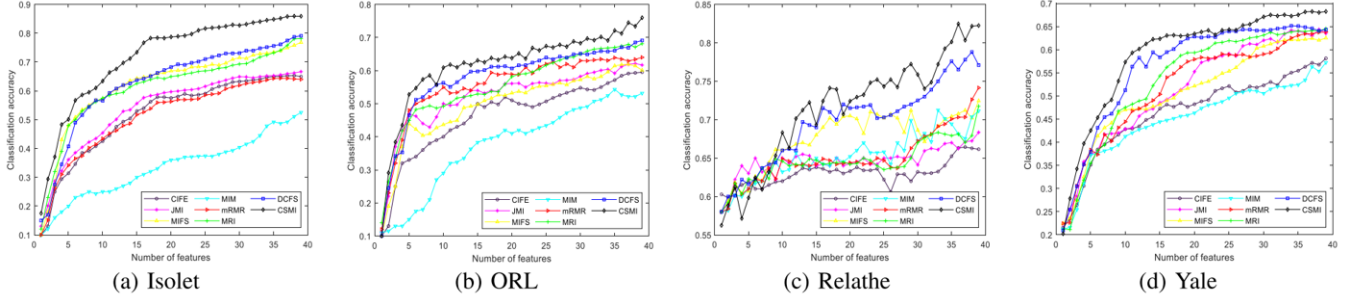 0.9
0.8
0.7
0.6
0.5
0.4
0.3
0.2
0.1
0 5 10 15 20 25 30 35 40
Classification accuracy
Number of features
CIFE MIM DCFS
JMI mRMR CSMI
MIFS MRI
(a) Isolet
0.8
0.7
0.6
0.5
0.4
0.3
0.2
0.1
0 5 10 15 20 25 30 35 40
Classification accuracy
Number of features
CIFE MIM DCFS
JMI mRMR CSMI
MIFS MRI
(b) ORL
0.85
0.8
0.75
0.7
0.65
0.6
0.55
0 5 10 15 20 25 30 35 40
Classification accuracy
Number of features
CIFE MIM DCFS
JMI mRMR CSMI
MIFS MRI
(c) Relathe
0.7
0.65
0.6
0.55
0.5
0.45
0.4
0.35
0.3
0.25
0.2
0 5 10 15 20 25 30 35 40
Classification accuracy
Number of features
CIFE MIM DCFS
JMI mRMR CSMI
MIFS MRI
(d) Yale